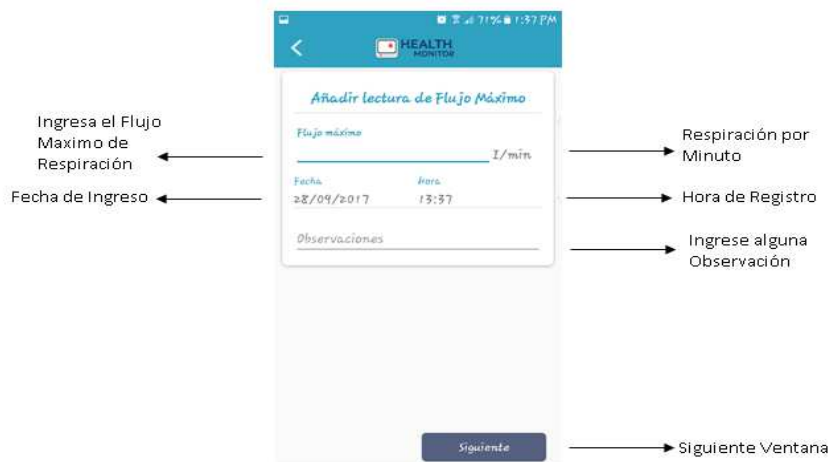 71% 1:37 PM
HEALTH
MONITOR
Añadir lectura de Flujo Máximo
Flujo máximo
I/min
Fecha
Hora
28/09/2017
13:37
Observaciones
Siguiente
Ingresa el Flujo
Maximo de
Respiración
Fecha de Ingreso
Respiración por
Minuto
Hora de Registro
Ingrese alguna
Observación
Siguiente Ventana